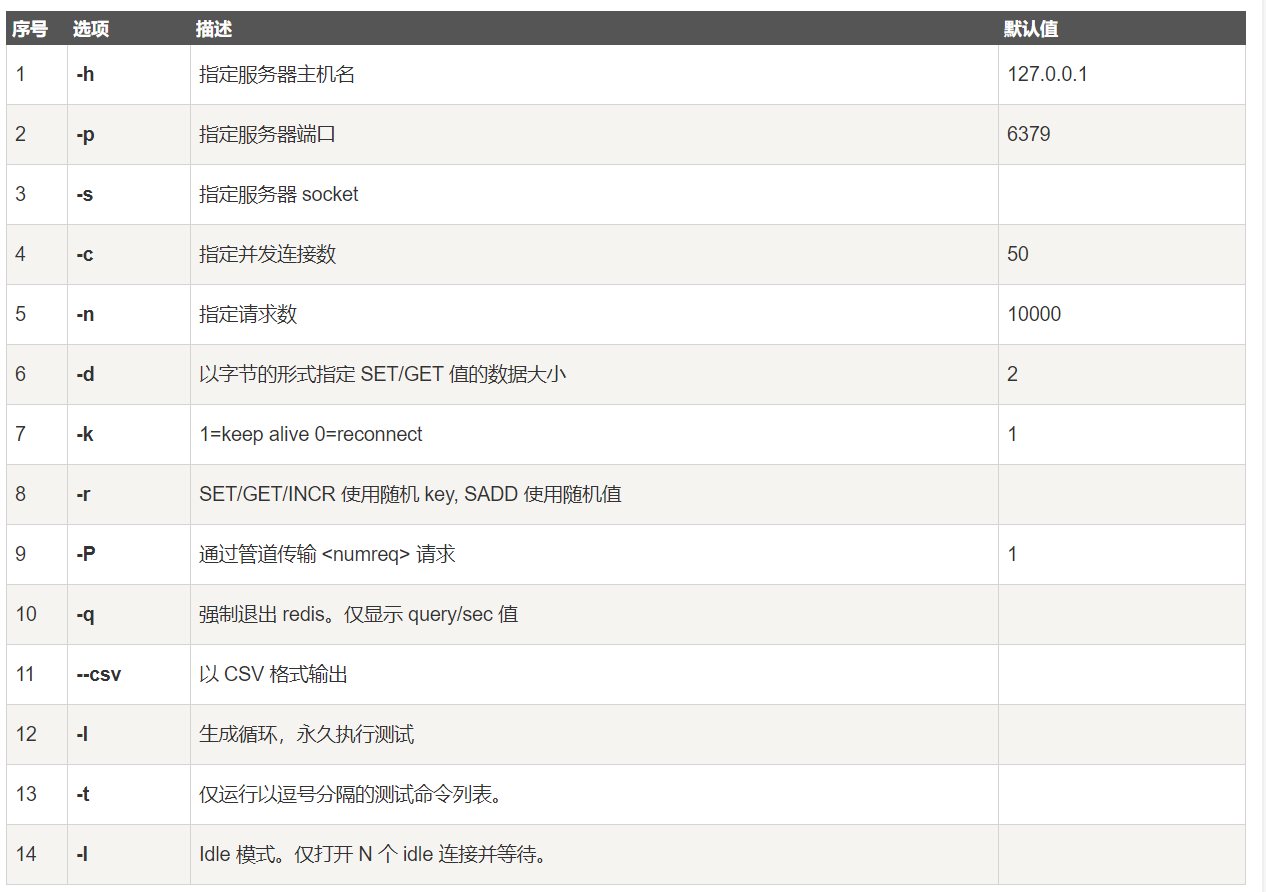 序号 选项 描述 默认值
1 -h 指定服务器主机名 127.0.0.1
2 -p 指定服务器端口 6379
3 -s 指定服务器 socket
4 -c 指定并发连接数 50
5 -n 指定请求数 10000
6 -d 以字节的形式指定 SET/GET 值的数据大小 2
7 -k 1=keep alive 0=reconnect 1
8 -r SET/GET/INCR 使用随机 key, SADD 使用随机值
9 -P 通过管道传输 <numreq> 请求 1
10 -q 强制退出 redis。仅显示 query/sec 值
11 --csv 以 CSV 格式输出
12 -l 生成循环，永久执行测试
13 -t 仅运行以逗号分隔的测试命令列表。
14 -I Idle 模式。仅打开 N 个 idle 连接并等待。